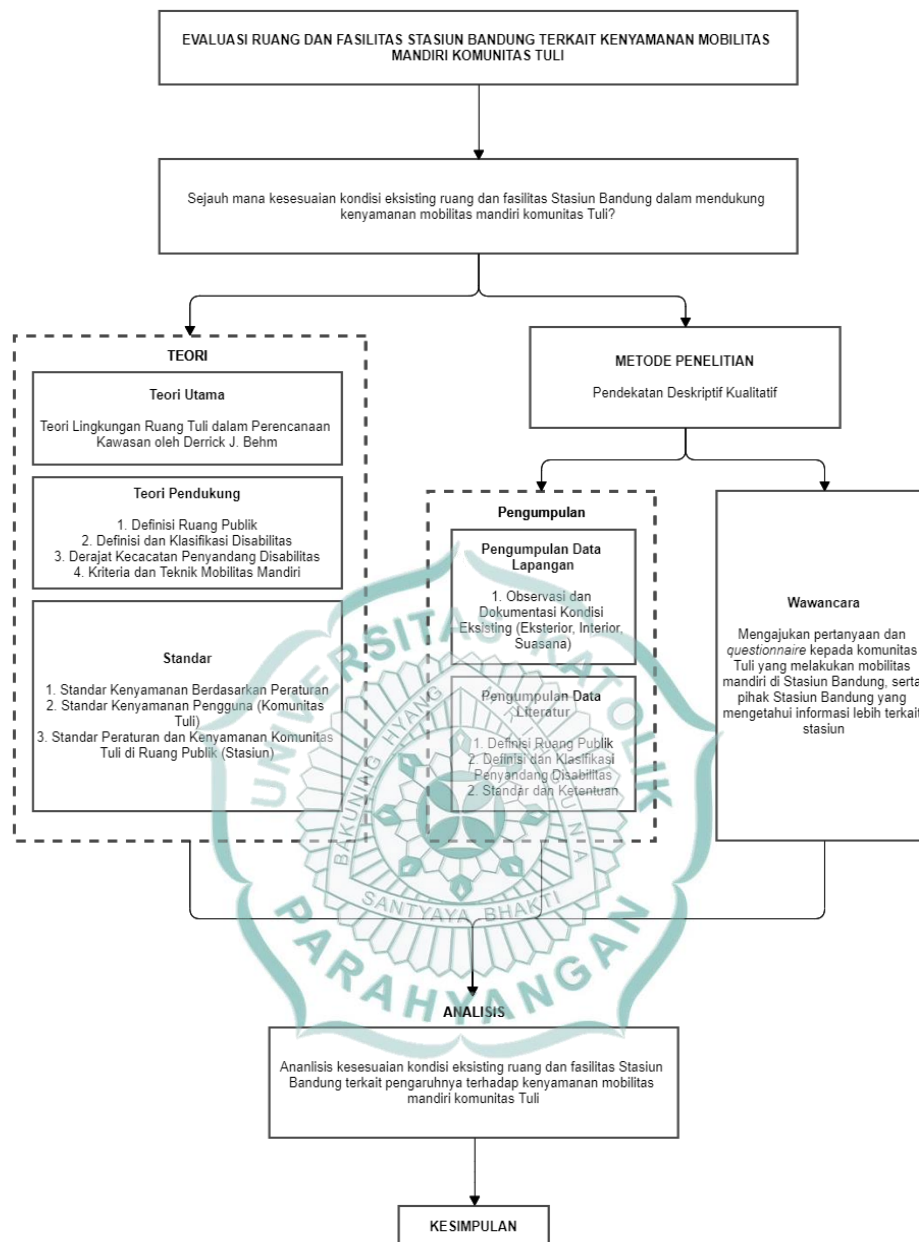 EVALUASI RUANG DAN FASILITAS STASIUN BANDUNG TERKAIT KENYAMANAN MOBILITAS
MANDIRI KOMUNITAS TULI
Sejauh mana kesesuaian kondisi eksisting ruang dan fasilitas Stasiun Bandung dalam mendukung
kenyamanan mobilitas mandiri komunitas Tuli?
TEORI
Teori Utama
Teori Lingkungan Ruang Tuli dalam Perencanaan
Kawasan oleh Derrick J. Behm
Teori Pendukung
1. Definisi Ruang Publik
2. Definisi dan Klasifikasi Disabilitas
3. Derajat Kecacatan Penyandang Disabilitas
4. Kriteria dan Teknik Mobilitas Mandiri
Standar
1. Standar Kenyamanan Berdasarkan Peraturan
2. Standar Kenyamanan Pengguna (Komunitas
Tuli)
3. Standar Peraturan dan Kenyamanan Komunitas
Tuli di Ruang Publik (Stasiun)
METODE PENELITIAN
Pendekatan Deskriptif Kualitatif
Pengumpulan
Pengumpulan Data
Lapangan
1. Observasi dan
Dokumentasi Kondisi
Eksisting (Eksterior, Interior,
Suasana)
Pengumpulan Data
Literatur
1. Definisi Ruang Publik
2. Definisi dan Klasifikasi
Penyandang Disabilitas
2. Standar dan Ketentuan
Wawancara
Mengajukan pertanyaan dan
questionnaire kepada komunitas
Tuli yang melakukan mobilitas
mandiri di Stasiun Bandung, serta
pihak Stasiun Bandung yang
mengetahui informasi lebih terkait
stasiun
UNIVERSITAS KATOLIK
PARAHYANGAN
BAKUNING HYANG
SANTYAYA BHAKTI
ANALISIS
Ananlisis kesesuaian kondisi eksisting ruang dan fasilitas Stasiun
Bandung terkait pengaruhnya terhadap kenyamanan mobilitas
mandiri komunitas Tuli
KESIMPULAN